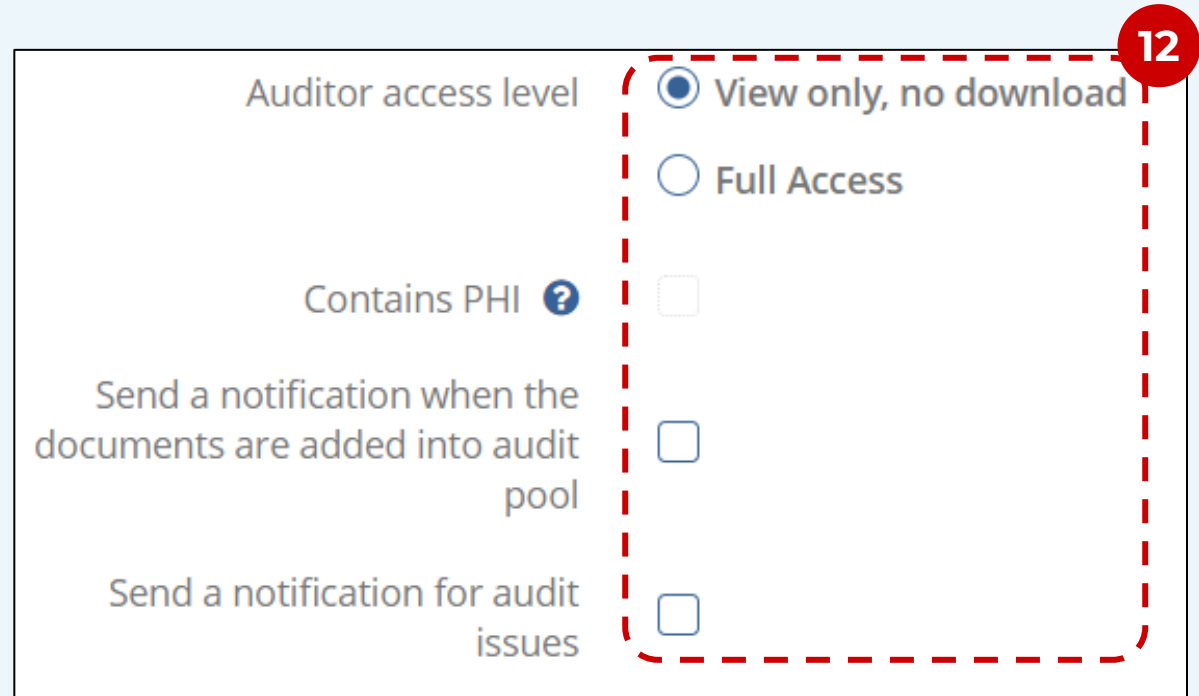 12
Auditor access level
View only, no download
Full Access
Contains PHI ?
Send a notification when the
documents are added into audit
pool
Send a notification for audit
issues